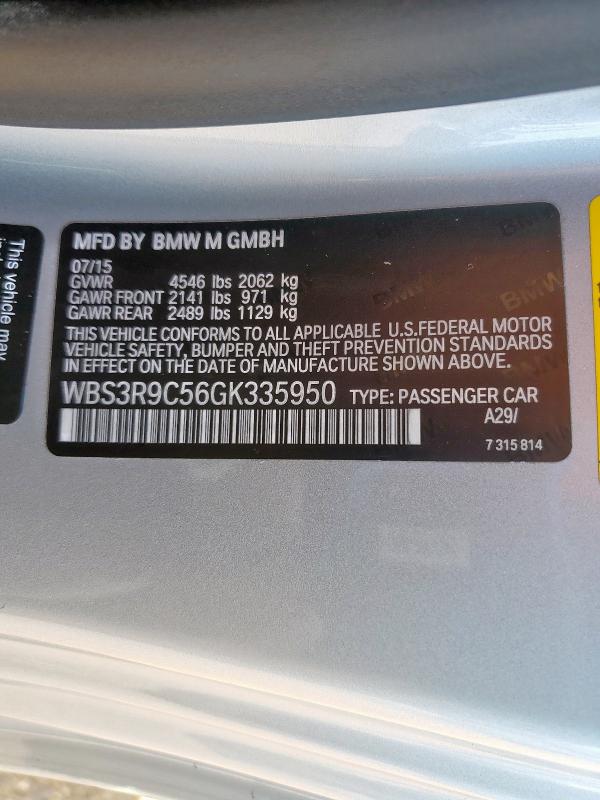 MFD BY BMW M GMBH
07/15
GVWR 4546 lbs 2062 kg
GAWR FRONT 2141 lbs 971 kg
GAWR REAR 2489 lbs 1129 kg
THIS VEHICLE CONFORMS TO ALL APPLICABLE U.S.FEDERAL MOTOR
VEHICLE SAFETY, BUMPER AND THEFT PREVENTION STANDARDS
IN EFFECT ON THE DATE OF MANUFACTURE SHOWN ABOVE.
WBS3R9C56GK335950 TYPE: PASSENGER CAR
A29/
7 315 814
This vehicle may
BMW
BMW